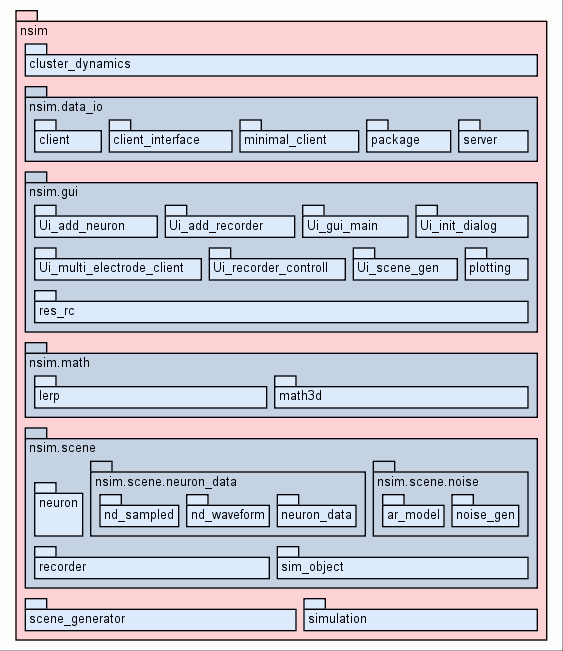 nsim
cluster_dynamics
nsim.data_io
client client_interface minimal_client package server
nsim.gui
Ui_add_neuron Ui_add_recorder Ui_gui_main Ui_init_dialog
Ui_multi_electrode_client Ui_recorder_controll Ui_scene_gen plotting
res_rc
nsim.math
lerp math3d
nsim.scene
nsim.scene.neuron_data nsim.scene.noise
neuron nd_sampled nd_waveform neuron_data ar_model noise_gen
recorder sim_object
scene_generator simulation